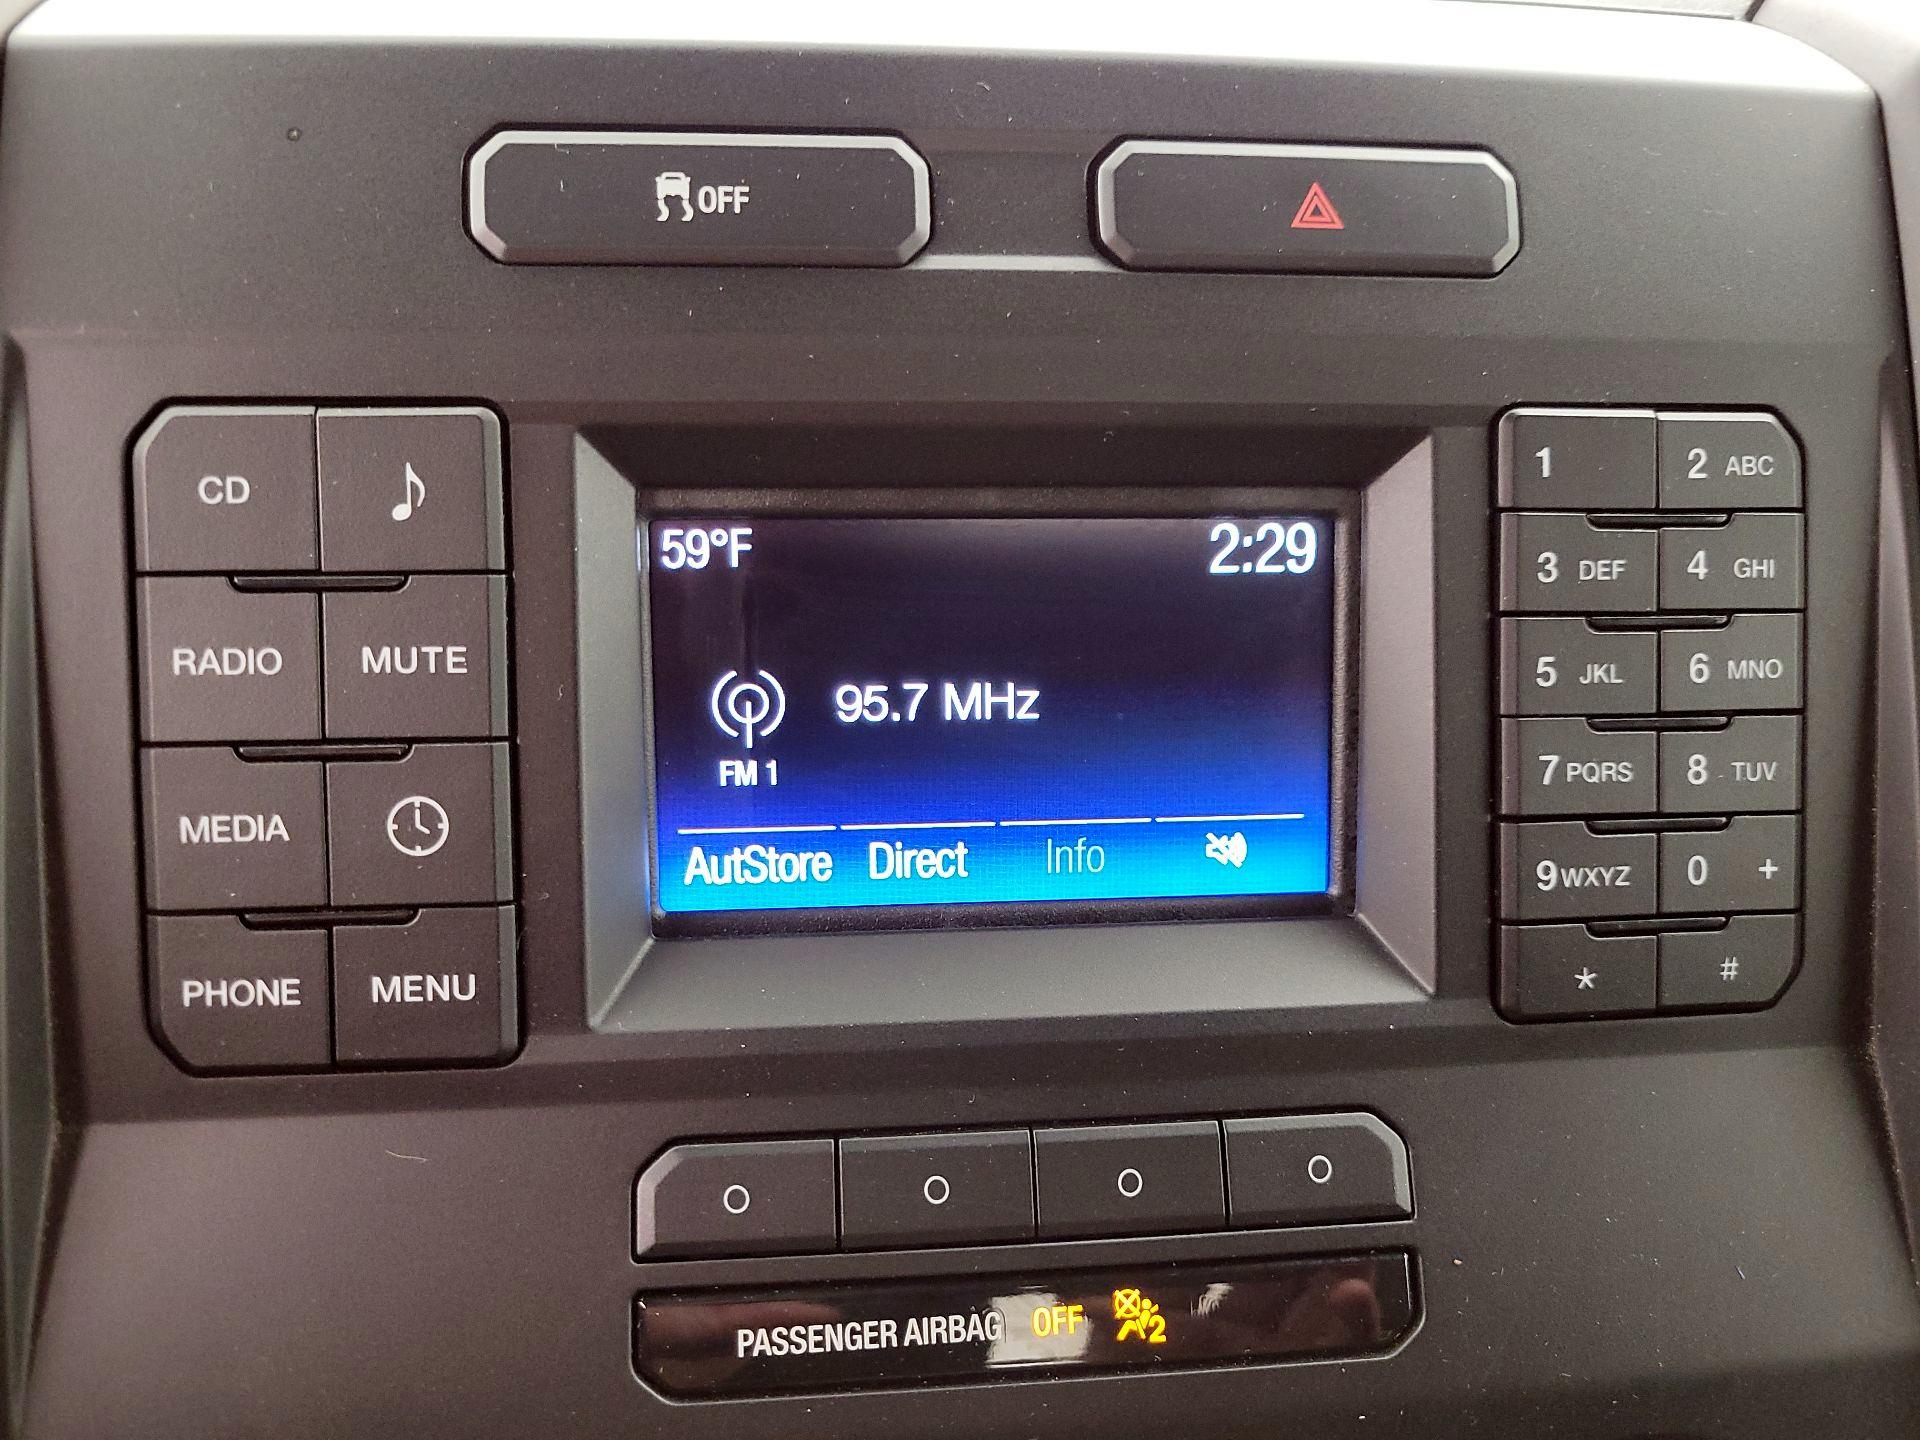 OFF
CD
RADIO MUTE
MEDIA
PHONE MENU
59°F 2:29
95.7 MHz
FM 1
AutStore Direct Info
1 2 ABC
3 DEF 4 GHI
5 JKL 6 MNO
7 PQRS 8 TUV
9 WXYZ 0 +
* #
PASSENGER AIRBAG OFF 2